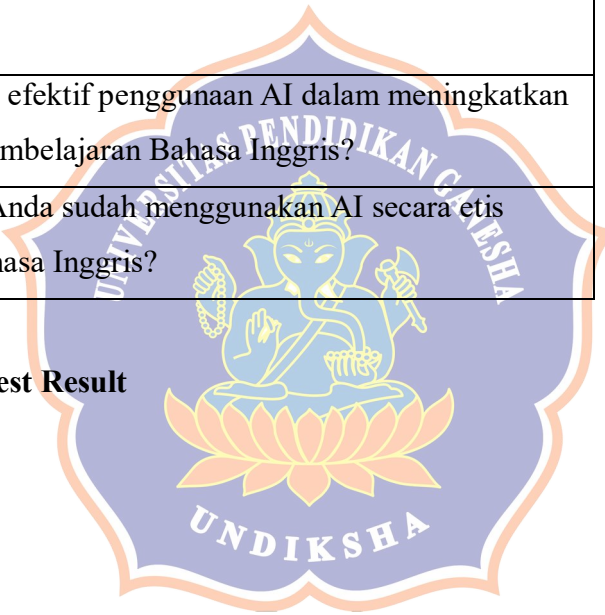 efektif penggunaan AI dalam meningkatkan
mbelajaran Bahasa Inggris?
Anda sudah menggunakan AI secara etis
hasa Inggris?
est Result
UNIVERSITAS PENDIDIKAN GANESHA
UNDIKSHA